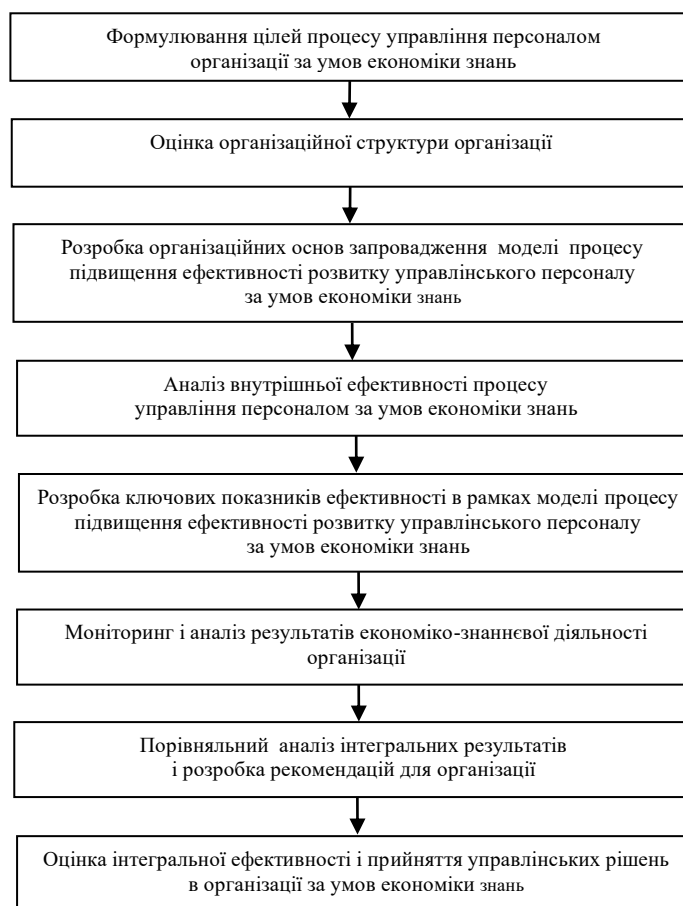 Формулювання цілей процесу управління персоналом
організації за умов економіки знань
Оцінка організаційної структури організації
Розробка організаційних основ запровадження моделі процесу
підвищення ефективності розвитку управлінського персоналу
за умов економіки знань
Аналіз внутрішньої ефективності процесу
управління персоналом за умов економіки знань
Розробка ключових показників ефективності в рамках моделі процесу
підвищення ефективності розвитку управлінського персоналу
за умов економіки знань
Моніторинг і аналіз результатів економіко-знаннєвої діяльності
організації
Порівняльний аналіз інтегральних результатів
і розробка рекомендацій для організації
Оцінка інтегральної ефективності і прийняття управлінських рішень
в організації за умов економіки знань